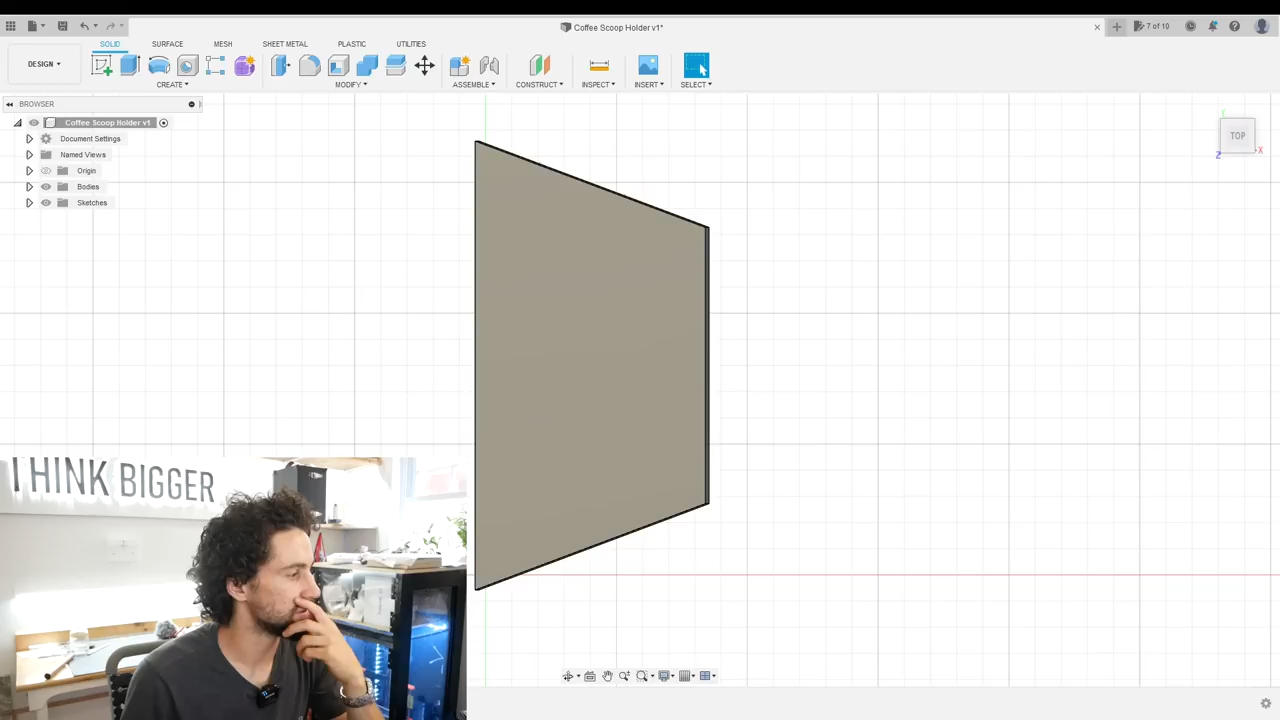 Coffee Scoop Holder v1*
7 of 10
SOLID
SURFACE
MESH
SHEET METAL
PLASTIC
UTILITIES
DESIGN
CREATE
MODIFY
ASSEMBLE
CONSTRUCT
INSPECT
INSERT
SELECT
BROWSER
Coffee Scoop Holder v1
Document Settings
Named Views
Origin
Bodies
Sketches
Y
TOP
X
Z
THINK BIGGER